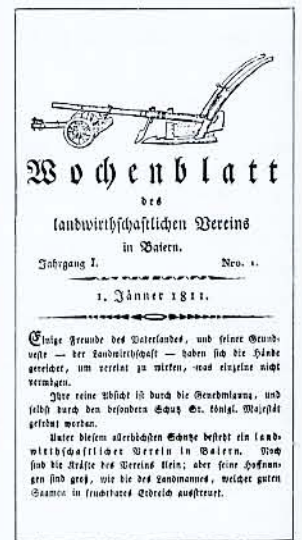 Wochenblatt
des
landwirthschaftlichen Vereins
in Baiern.
Jahrgang I. Nro. 1.
1. Jänner 1811.
Einige Freunde des Vaterlandes, und seiner Grund-
veste — der Landwirthschaft — haben sich die Hände
gereichet, um vereint zu wirken, was einzelne nicht
vermögen.
Ihre reine Absicht ist durch die Genehmigung, und
selbst durch den besondern Schutz Sr. königl. Majestät
gekrönt worden.
Unter diesem allerhöchsten Schutze besteht ein land-
wirthschaftlicher Verein in Baiern. Noch
sind die Kräfte des Vereins klein; aber seine Hoffnun-
gen sind groß, wie die des Landmannes, welcher guten
Saamen in fruchtbares Erdreich ausstreuet.